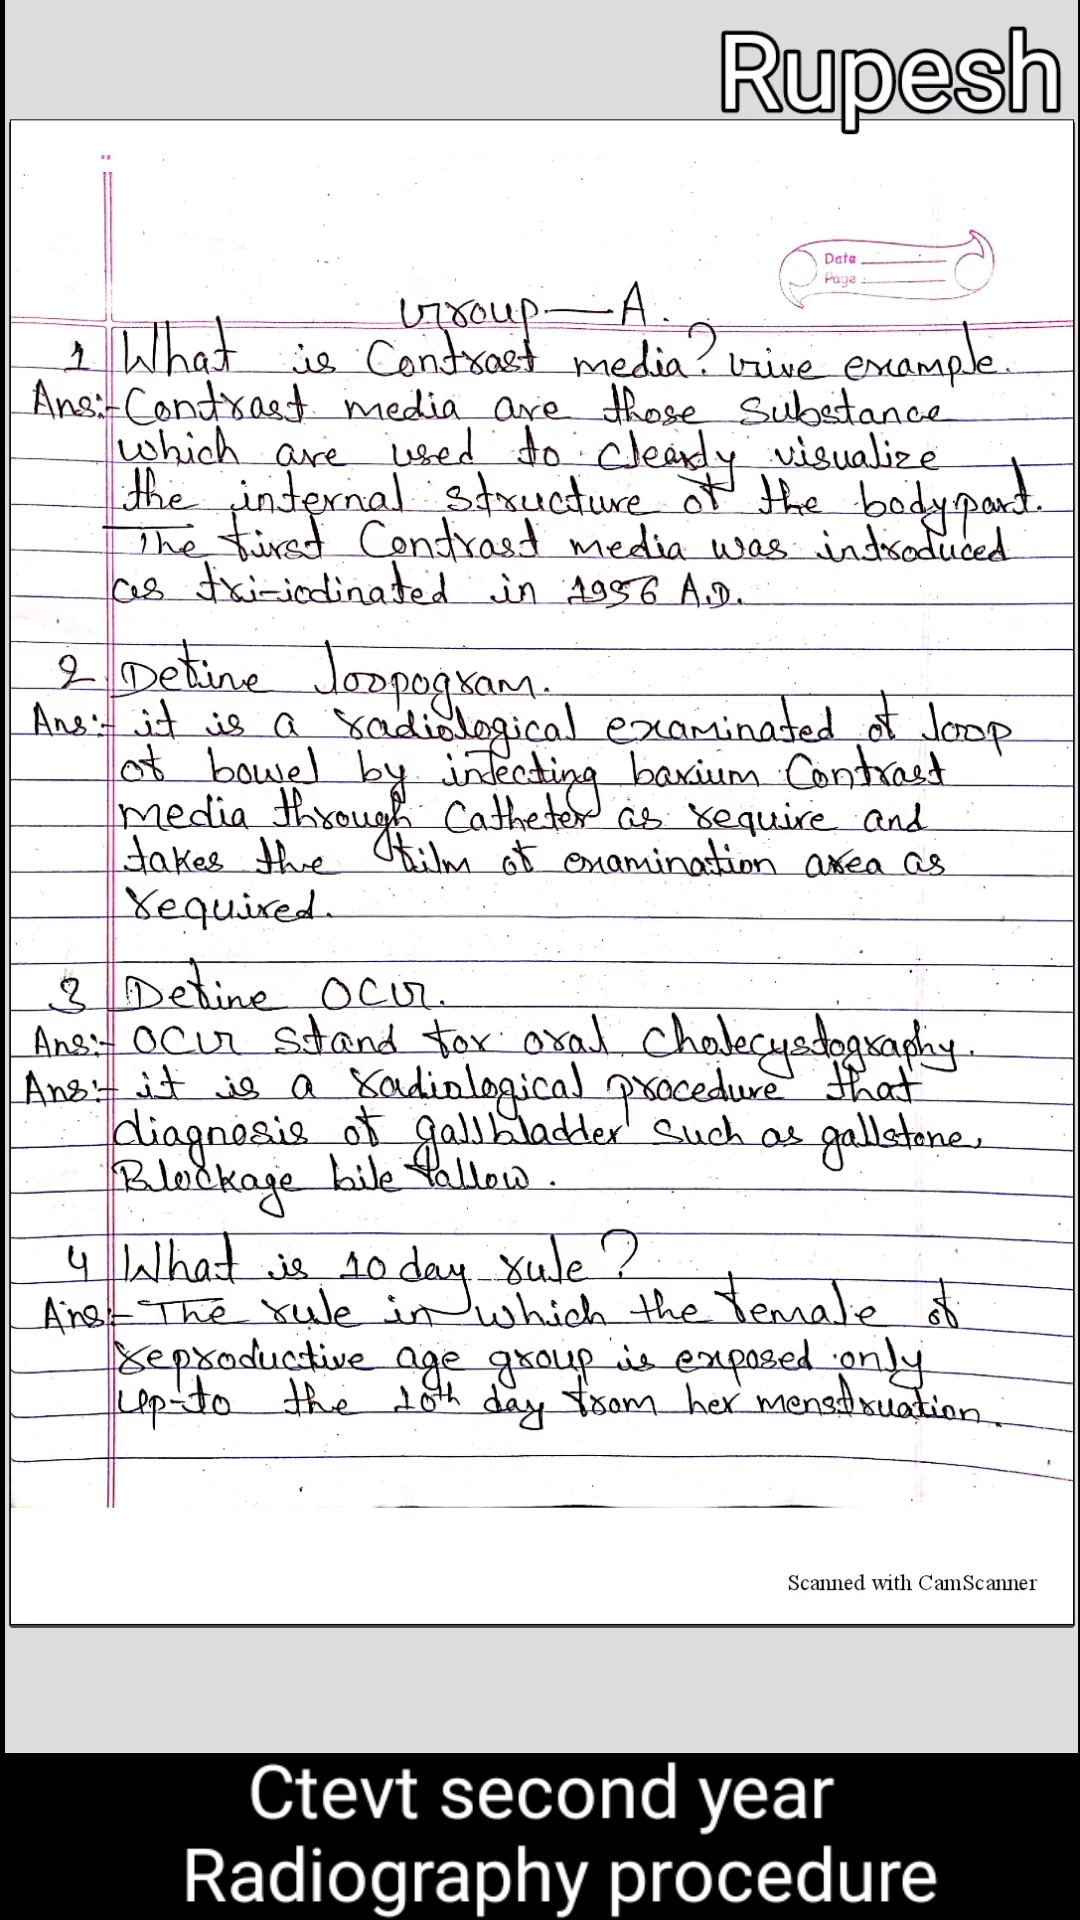 Rupesh
Date
Page
Group—A.
1 What is Contrast media? Give example.
Ans:- Contrast media are those substance
which are used to clearly visualize
the internal structure of the body part.
The first Contrast media was introduced
as tri-iodinated in 1956 A.D.
2 Define loopogram.
Ans:- it is a radiological examinated of loop
of bowel by infecting barium Contrast
media through Catheter as require and
takes the film of examination area as
required.
3 Define OCG.
Ans:- OCG stand for oral Cholecystography.
Ans:- it is a radiological procedure that
diagnosis of gallbladder such as gallstone,
Blockage bile fallow.
4 What is 10 day rule?
Ans:- The rule in which the female of
reproductive age group is exposed only
up-to the 10th day from her menstruation.
Scanned with CamScanner
Ctevt second year
Radiography procedure